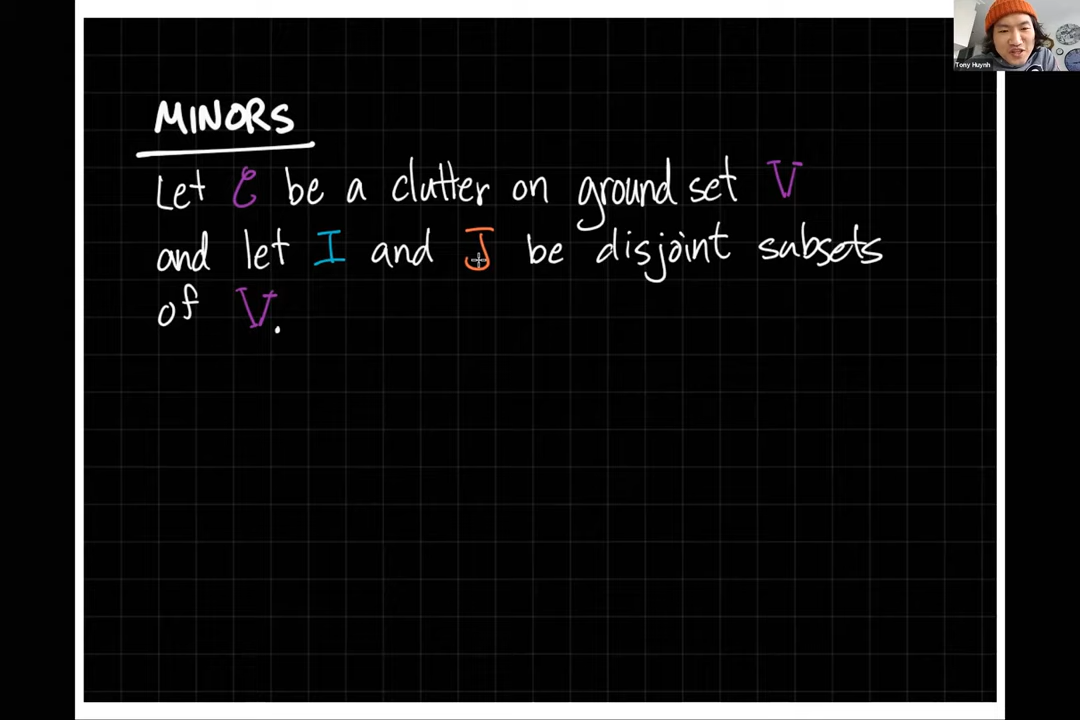 Tony Huynh
MINORS
Let C be a clutter on ground set V
and let I and J be disjoint subsets
of V.